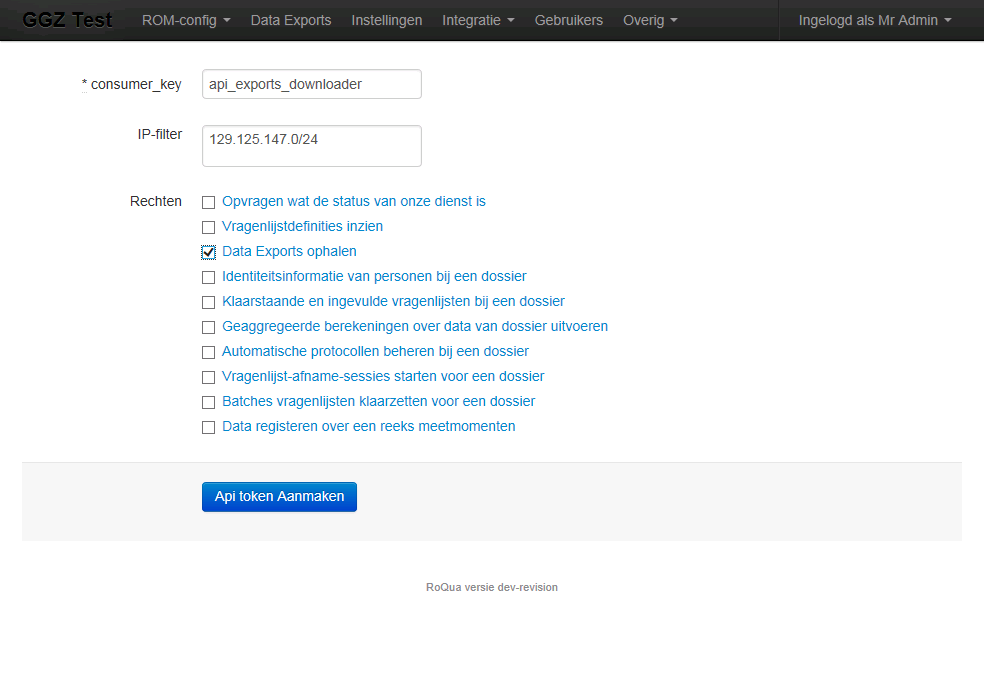 GGZ Test ROM-config Data Exports Instellingen Integratie Gebruikers Overig Ingelogd als Mr Admin
* consumer_key api_exports_downloader
IP-filter 129.125.147.0/24
Rechten Opvragen wat de status van onze dienst is
Vragenlijstdefinities inzien
Data Exports ophalen
Identiteitsinformatie van personen bij een dossier
Klaarstaande en ingevulde vragenlijsten bij een dossier
Geaggregeerde berekeningen over data van dossier uitvoeren
Automatische protocollen beheren bij een dossier
Vragenlijst-afname-sessies starten voor een dossier
Batches vragenlijsten klaarzetten voor een dossier
Data registeren over een reeks meetmomenten
Api token Aanmaken
RoQua versie dev-revision